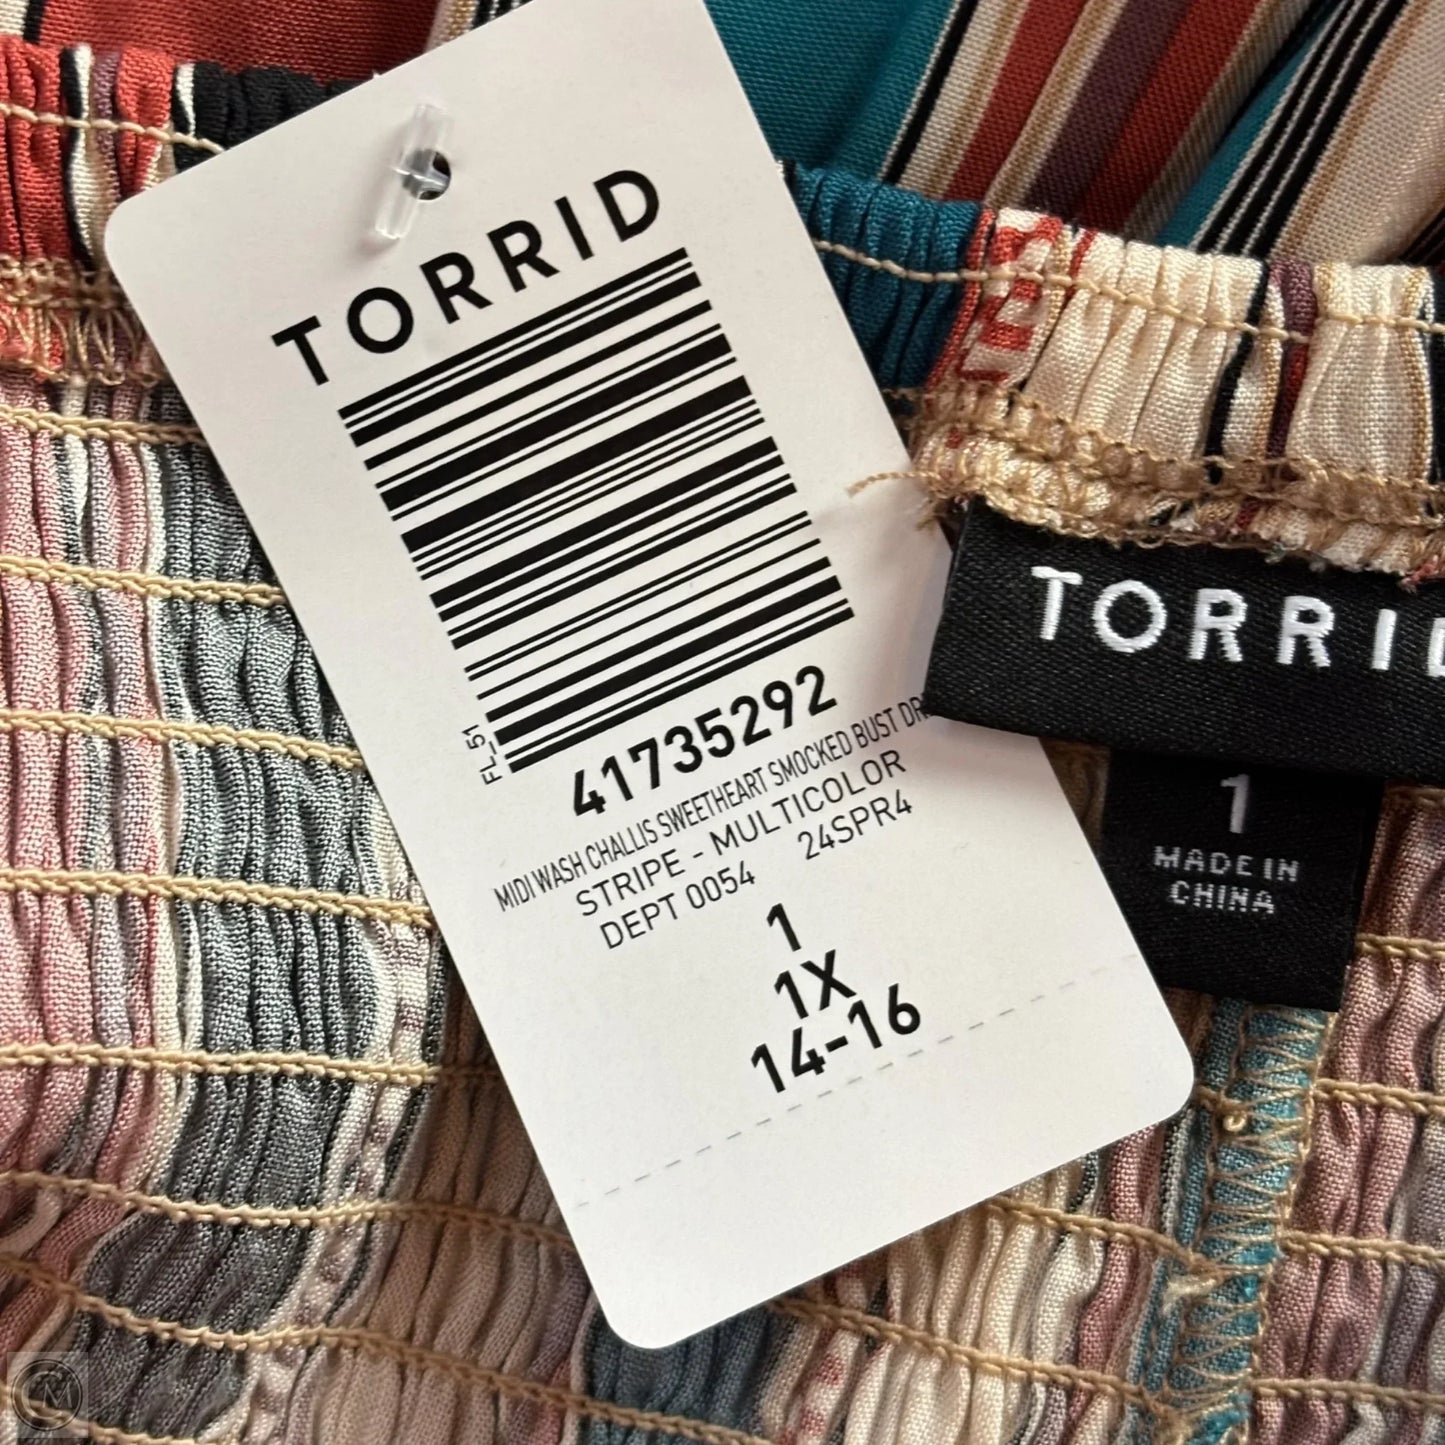 TORRID
FL_51
41735292
MIDI WASH CHALLIS SWEETHEART SMOCKED BUST DR
STRIPE - MULTICOLOR
DEPT 0054 24SPR4
1
1X
14-16
TORRID
1
MADE IN
CHINA
CM